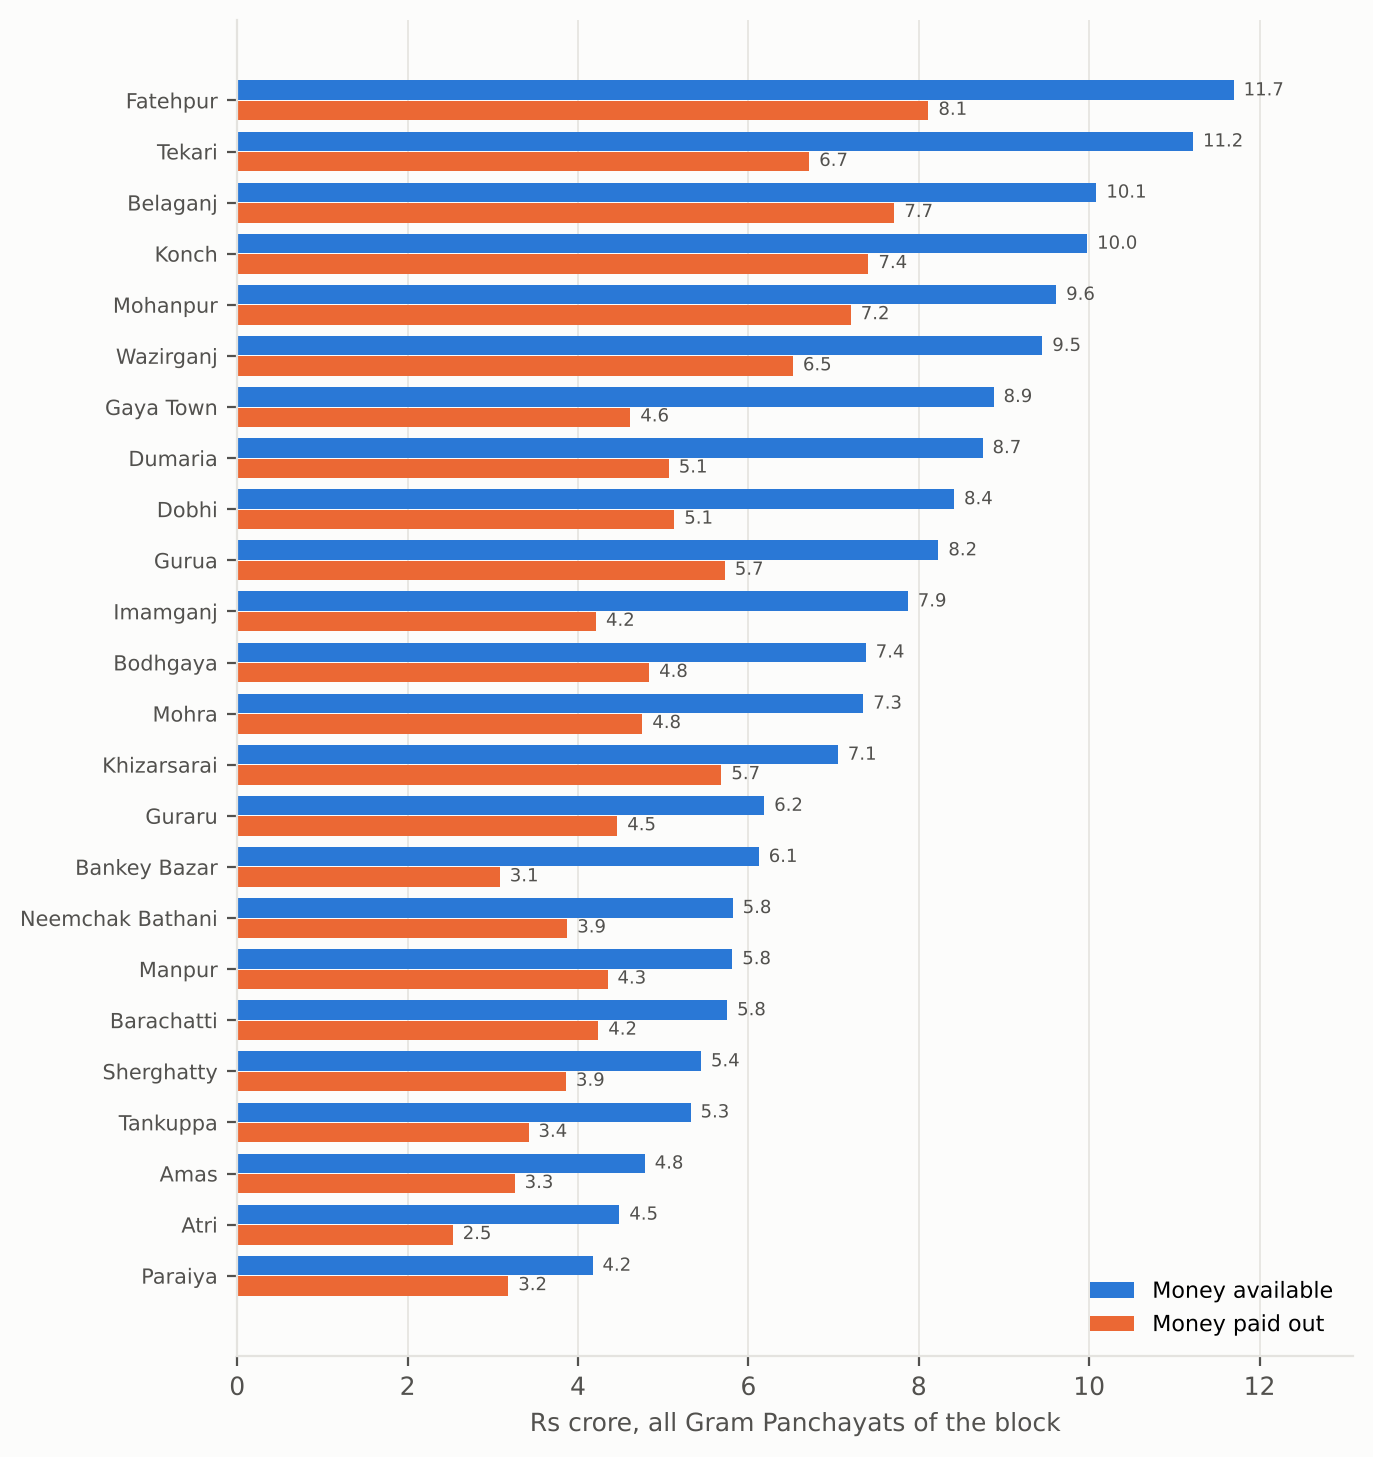 Fatehpur 11.7
8.1
Tekari 11.2
6.7
Belaganj 10.1
7.7
Konch 10.0
7.4
Mohanpur 9.6
7.2
Wazirganj 9.5
6.5
Gaya Town 8.9
4.6
Dumaria 8.7
5.1
Dobhi 8.4
5.1
Gurua 8.2
5.7
Imamganj 7.9
4.2
Bodhgaya 7.4
4.8
Mohra 7.3
4.8
Khizarsarai 7.1
5.7
Guraru 6.2
4.5
Bankey Bazar 6.1
3.1
Neemchak Bathani 5.8
3.9
Manpur 5.8
4.3
Barachatti 5.8
4.2
Sherghatty 5.4
3.9
Tankuppa 5.3
3.4
Amas 4.8
3.3
Atri 4.5
2.5
Paraiya 4.2
3.2
Money available
Money paid out
0 2 4 6 8 10 12
Rs crore, all Gram Panchayats of the block